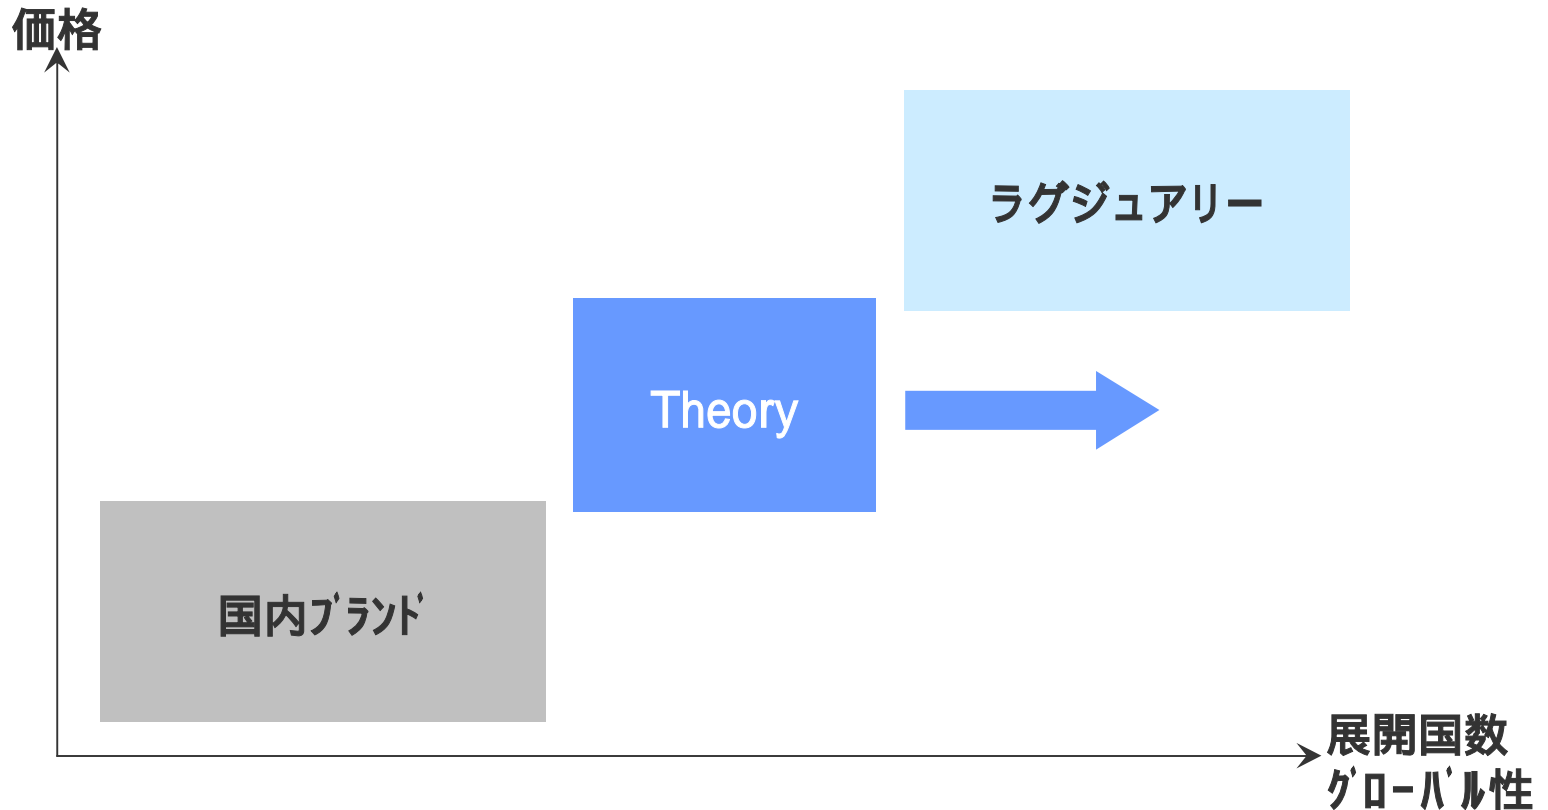 価格
ラグジュアリー
Theory
国内ﾌﾞﾗﾝﾄﾞ
展開国数
ｸﾞﾛｰﾊﾞﾙ性